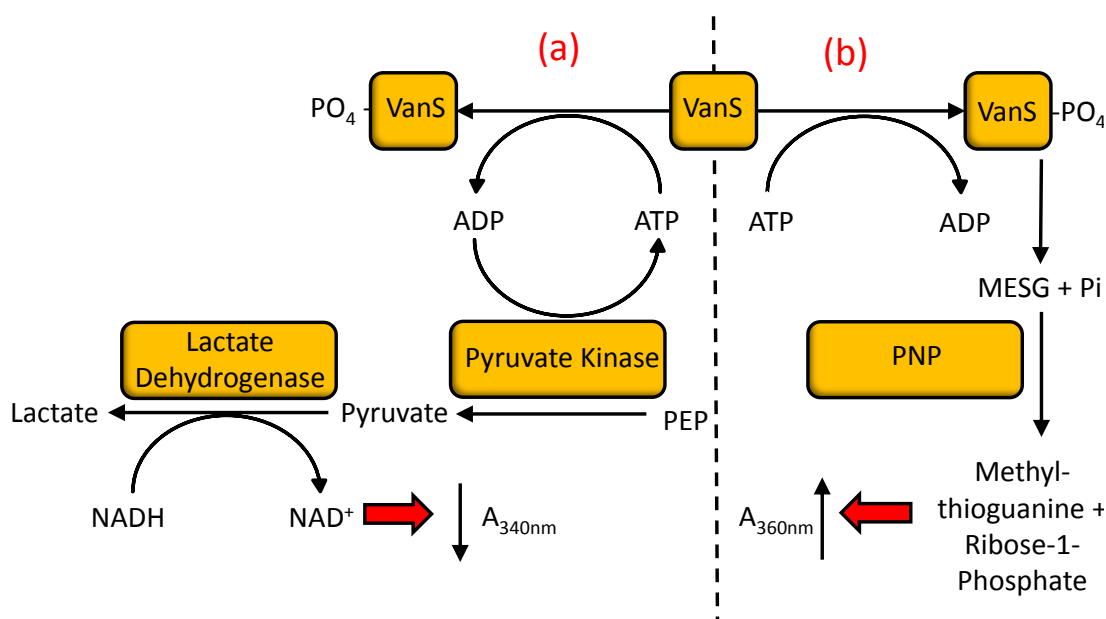 (a)
(b)
PO₄
VanS
VanS
VanS
PO₄
ADP
ATP
ATP
ADP
MESG + Pi
Lactate
Dehydrogenase
Pyruvate Kinase
PNP
Lactate
Pyruvate
PEP
NADH
NAD⁺
A₃₄₀ₙₘ
A₃₆₀ₙₘ
Methyl-
thioguanine +
Ribose-1-
Phosphate